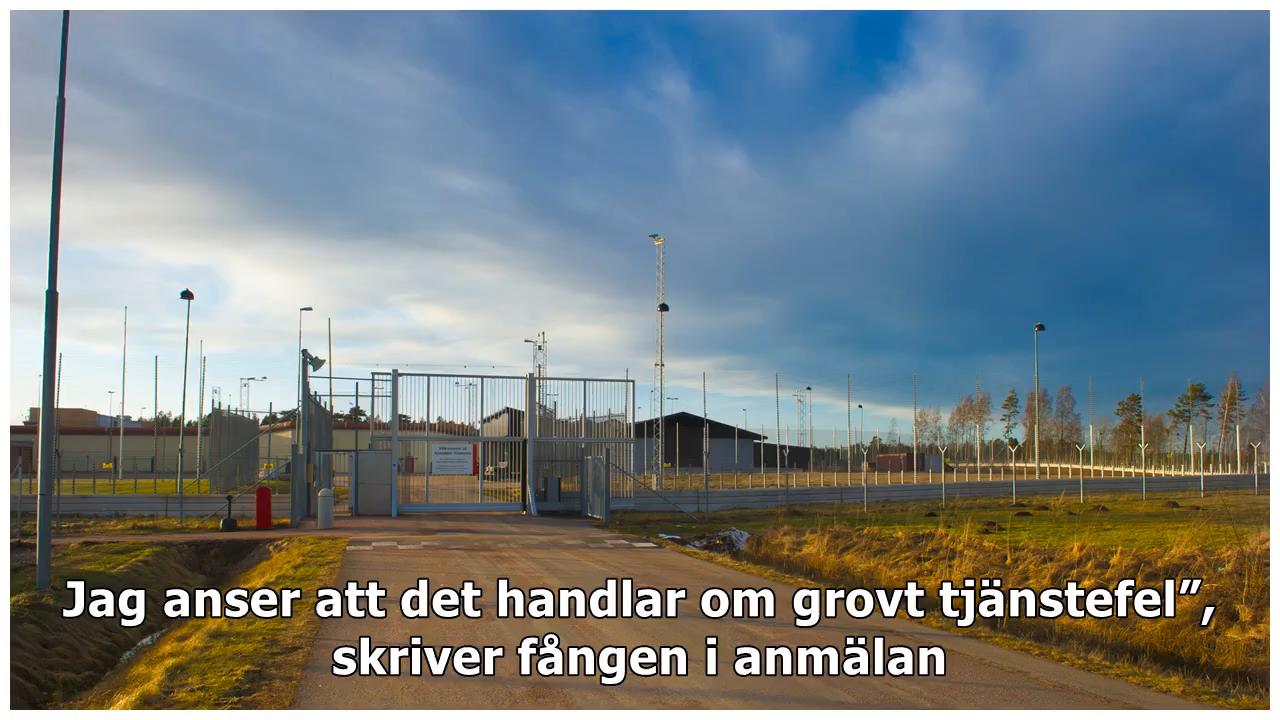 Jag anser att det handlar om grovt tjänstefel”,
skriver fången i anmälan